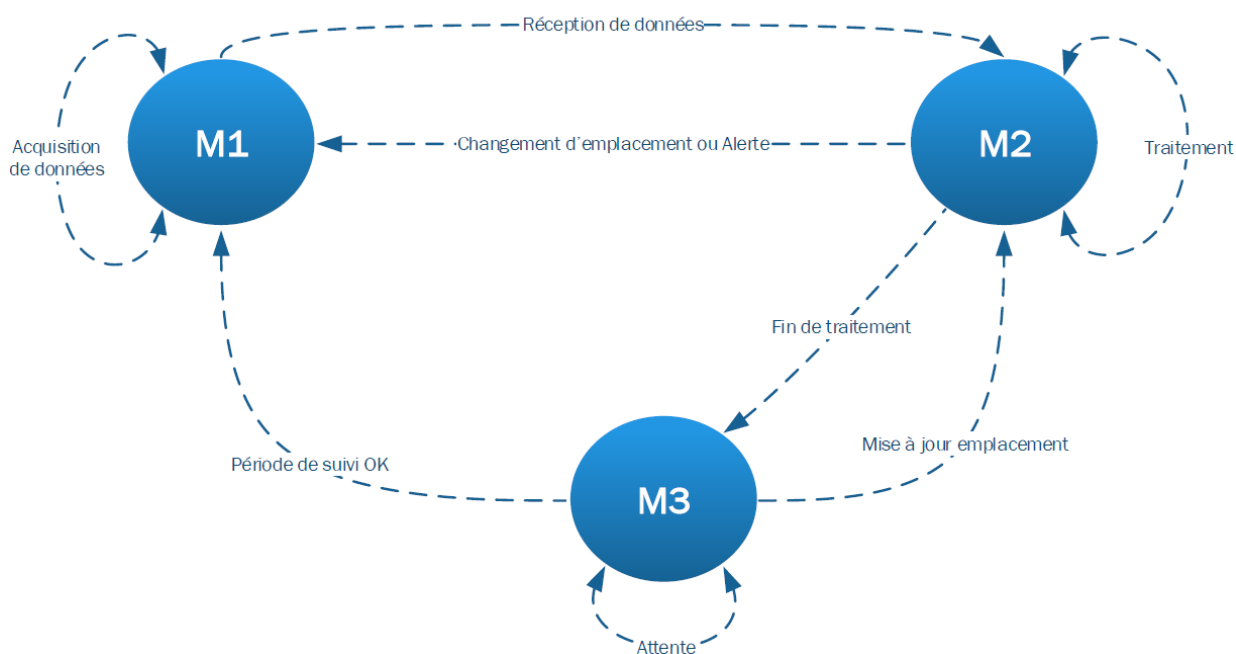 Réception de données
M1
M2
Acquisition
de données
Changement d'emplacement ou Alerte
Traitement
Fin de traitement
Mise à jour emplacement
Période de suivi OK
M3
Attente